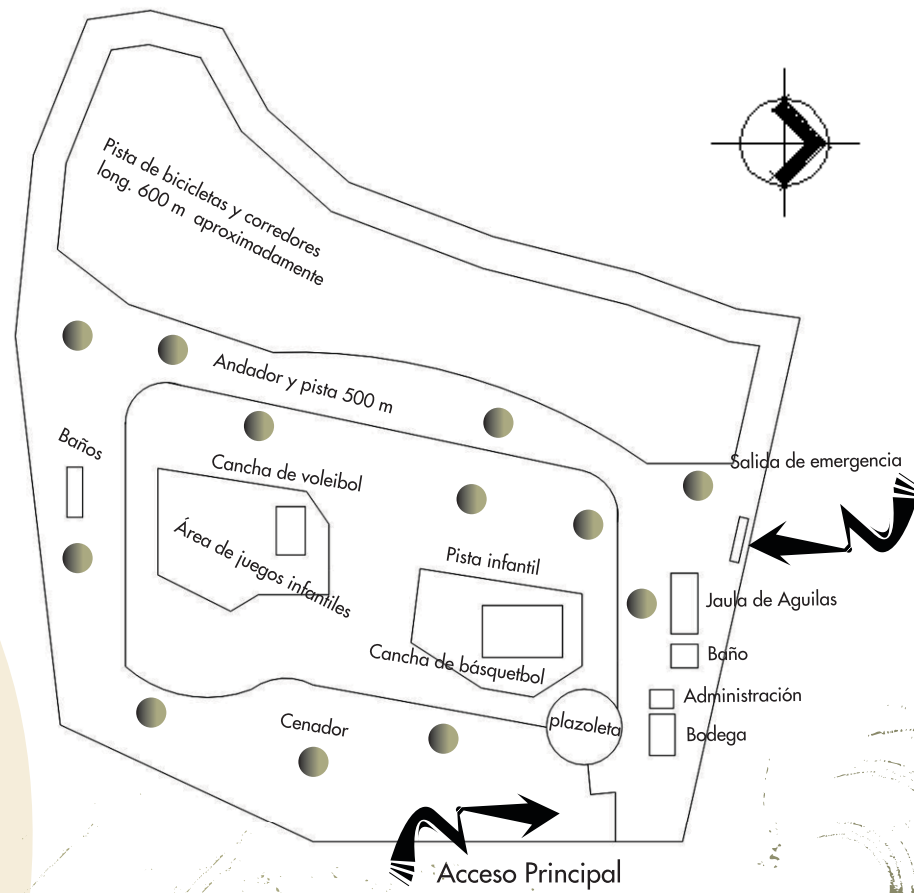 Pista de bicicletas y corredores
long. 600 m aproximadamente
Andador y pista 500 m
Baños
Cancha de voleibol
Salida de emergencia
Área de juegos infantiles
Pista infantil
Jaula de Aguilas
Cancha de básquetbol
Baño
Administración
plazoleta
Cenador
Bodega
Acceso Principal